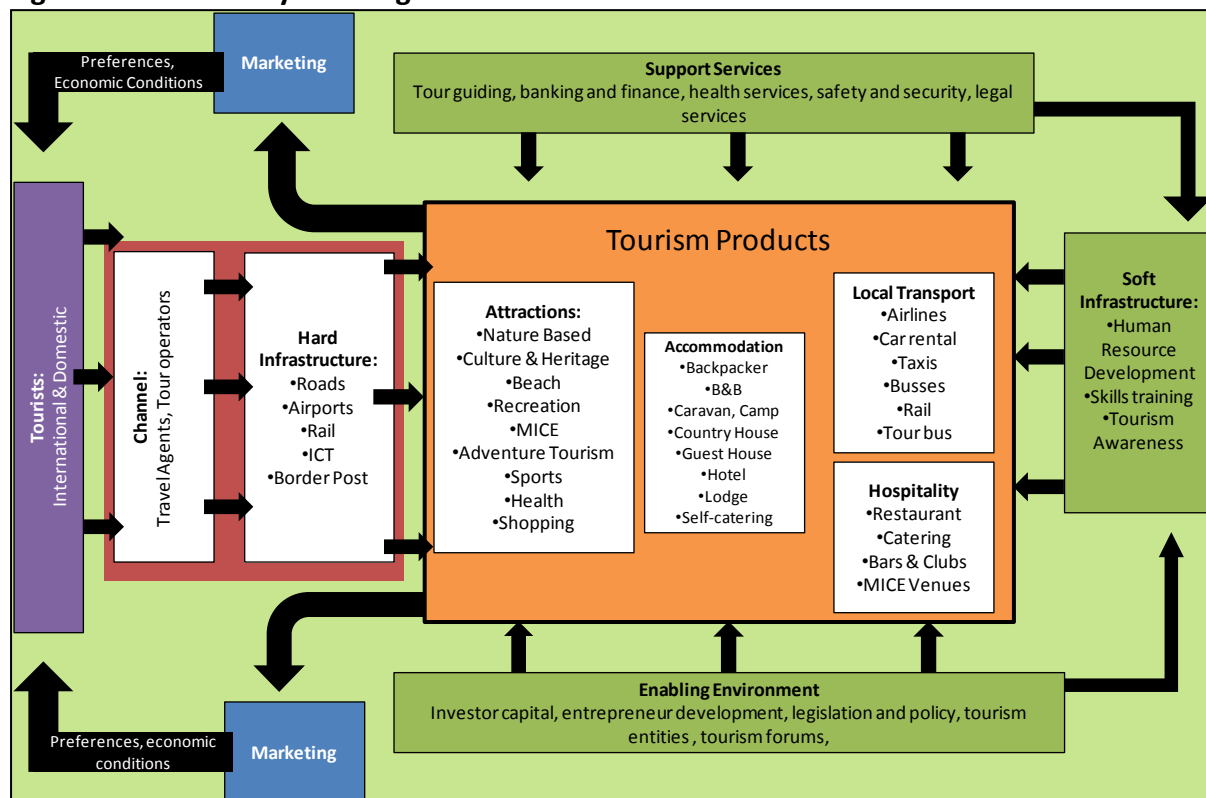 Preferences,
Economic Conditions
Marketing
Support Services
Tour guiding, banking and finance, health services, safety and security, legal
services
Tourists:
International & Domestic
Channel:
Travel Agents, Tour operators
Hard
Infrastructure:
•Roads
•Airports
•Rail
•ICT
•Border Post
Tourism Products
Attractions:
•Nature Based
•Culture & Heritage
•Beach
•Recreation
•MICE
•Adventure Tourism
•Sports
•Health
•Shopping
Accommodation
•Backpacker
•B&B
•Caravan, Camp
•Country House
•Guest House
•Hotel
•Lodge
•Self-catering
Local Transport
•Airlines
•Car rental
•Taxis
•Busses
•Rail
•Tour bus
Hospitality
•Restaurant
•Catering
•Bars & Clubs
•MICE Venues
Soft
Infrastructure:
•Human
Resource
Development
•Skills training
•Tourism
Awareness
Enabling Environment
Investor capital, entrepreneur development, legislation and policy, tourism
entities , tourism forums,
Preferences, economic
conditions
Marketing